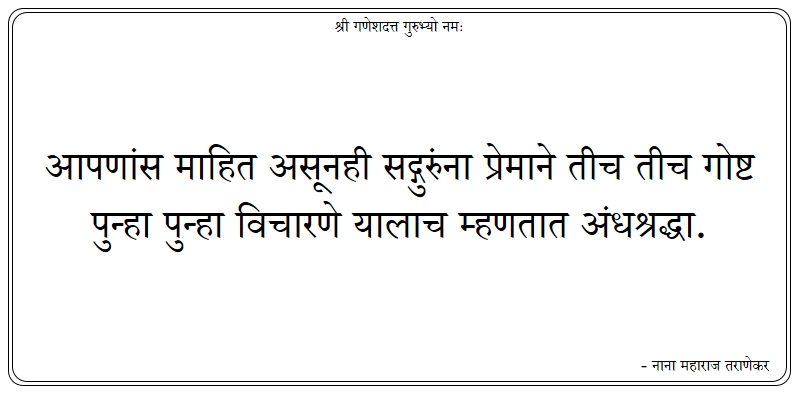 श्री गणेशदत्त गुरुभ्यो नमः
आपणांस माहित असूनही सद्गुरुंना प्रेमाने तीच तीच गोष्ट
पुन्हा पुन्हा विचारणे यालाच म्हणतात अंधश्रद्धा.
- नाना महाराज तराणेकर